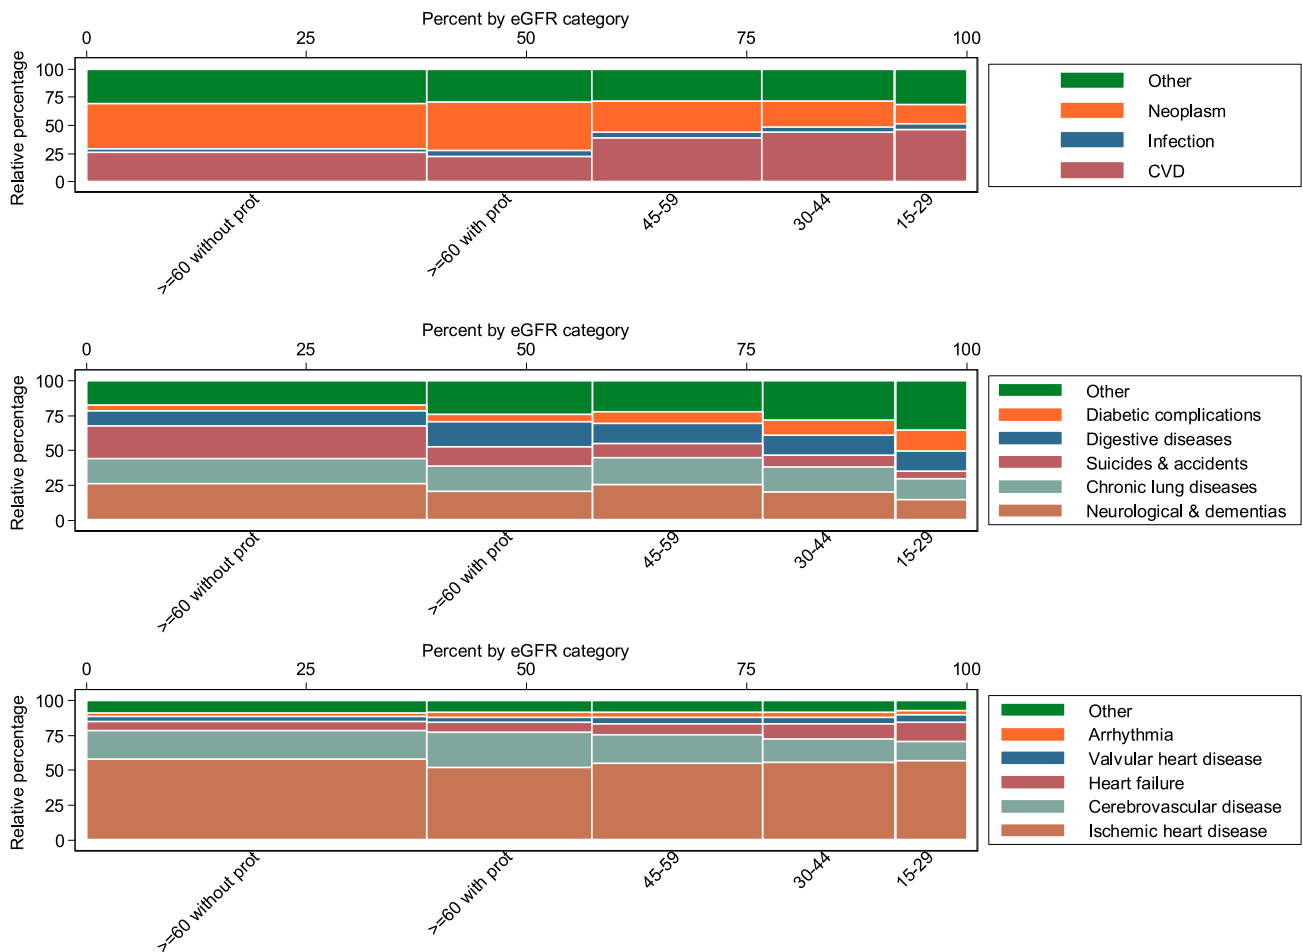 Percent by eGFR category
0 25 50 75 100
Relative percentage
100
75
50
25
0
>=60 without prot
>=60 with prot
45-59
30-44
15-29
Other
Neoplasm
Infection
CVD
Percent by eGFR category
0 25 50 75 100
Relative percentage
100
75
50
25
0
>=60 without prot
>=60 with prot
45-59
30-44
15-29
Other
Diabetic complications
Digestive diseases
Suicides & accidents
Chronic lung diseases
Neurological & dementias
Percent by eGFR category
0 25 50 75 100
Relative percentage
100
75
50
25
0
>=60 without prot
>=60 with prot
45-59
30-44
15-29
Other
Arrhythmia
Valvular heart disease
Heart failure
Cerebrovascular disease
Ischemic heart disease